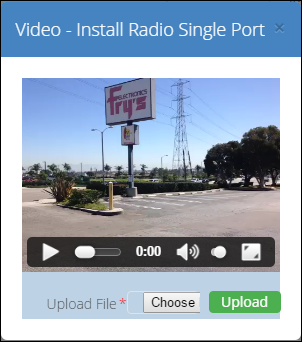 Video - Install Radio Single Port ×
ELECTRONICS
Fry's
0:00
Upload File * Choose Upload